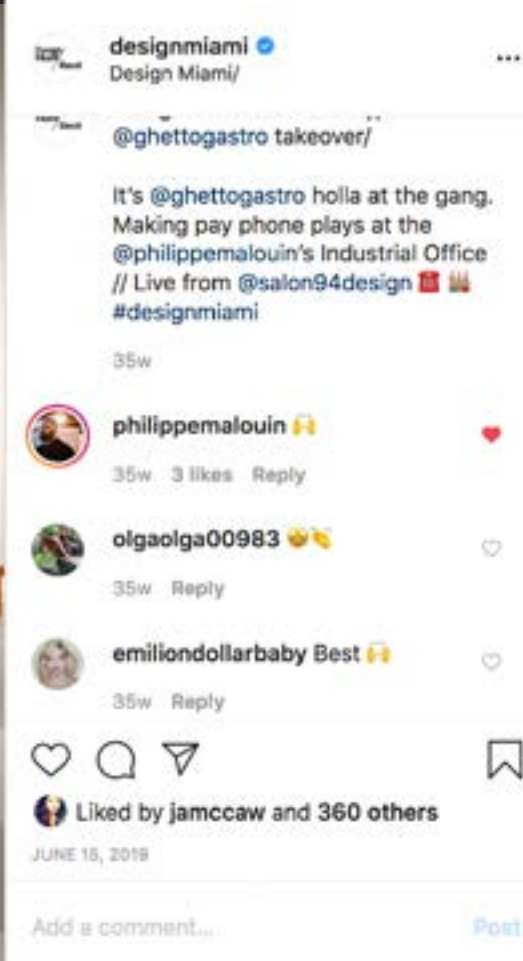 designmiami
Design Miami/
...
@ghettogastro takeover/
It's @ghettogastro holla at the gang.
Making pay phone plays at the
@philippemalouin's Industrial Office
// Live from @salon94design ☎️ 🏭
#designmiami
35w
philippemalouin 🙌
35w 3 likes Reply
olgaolga00983 🤩👏
35w Reply
emiliondollarbaby Best 🙌
35w Reply
Liked by jamccaw and 360 others
JUNE 15, 2019
Add a comment... Post